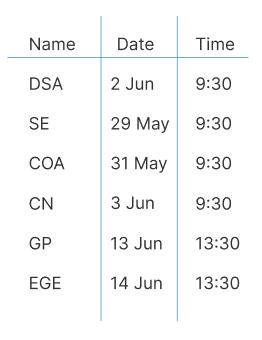 Name Date Time
DSA 2 Jun 9:30
SE 29 May 9:30
COA 31 May 9:30
CN 3 Jun 9:30
GP 13 Jun 13:30
EGE 14 Jun 13:30